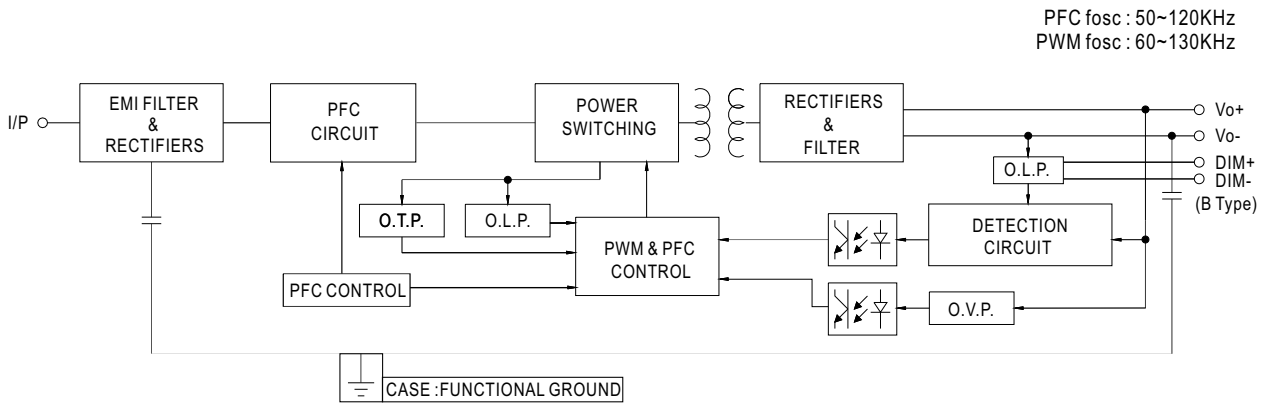 PFC fosc : 50~120KHz
PWM fosc : 60~130KHz
I/P
EMI FILTER
&
RECTIFIERS
PFC
CIRCUIT
POWER
SWITCHING
RECTIFIERS
&
FILTER
Vo+
Vo-
DIM+
DIM-
(B Type)
O.L.P.
O.T.P.
O.L.P.
PWM & PFC
CONTROL
DETECTION
CIRCUIT
PFC CONTROL
O.V.P.
CASE :FUNCTIONAL GROUND